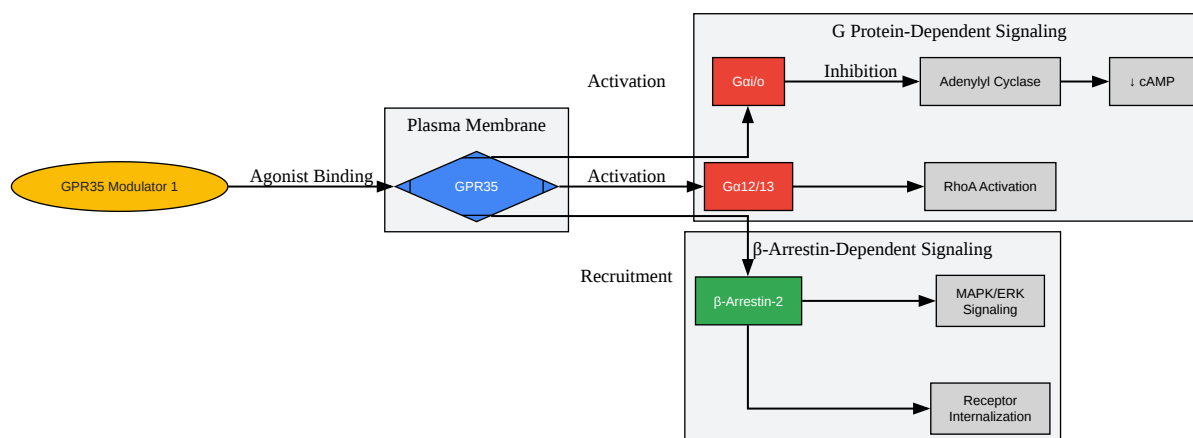 G Protein-Dependent Signaling
Activation
Gαi/o
Inhibition
Adenylyl Cyclase
↓ cAMP
Plasma Membrane
GPR35 Modulator 1
Agonist Binding
GPR35
Activation
Gα12/13
RhoA Activation
β-Arrestin-Dependent Signaling
Recruitment
β-Arrestin-2
MAPK/ERK
Signaling
Receptor
Internalization